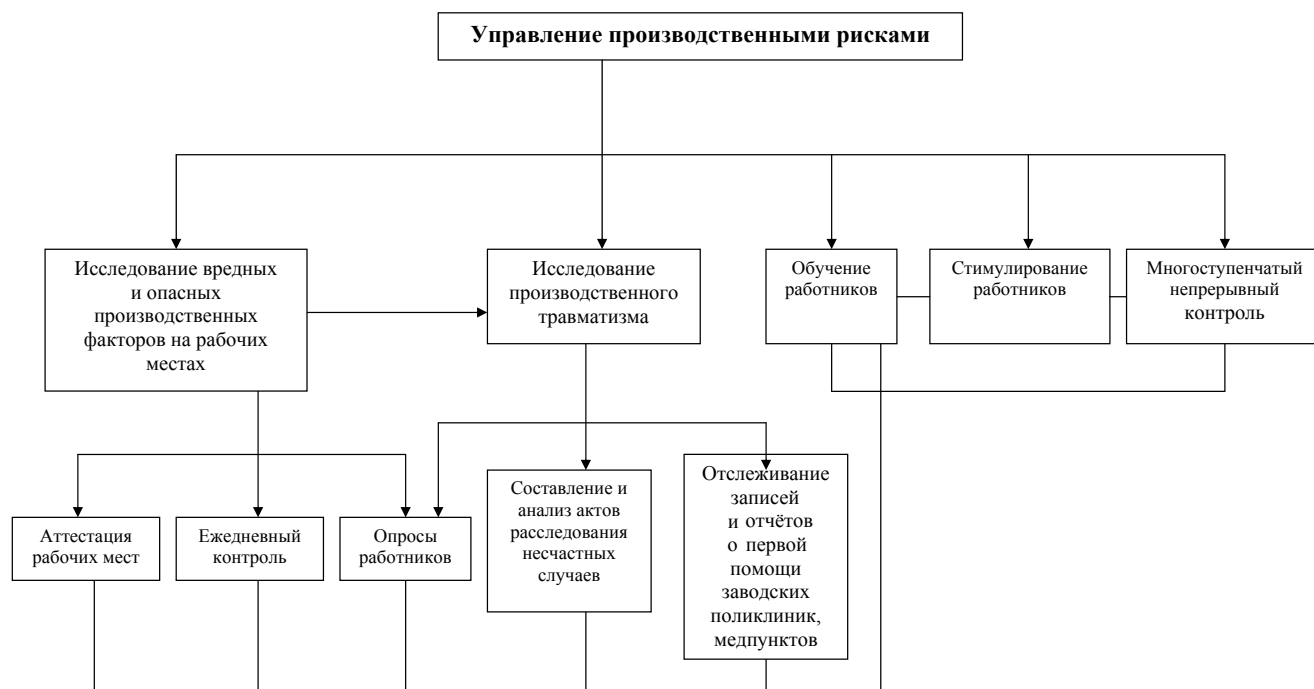 Управление производственными рисками
Исследование вредных
и опасных
производственных
факторов на рабочих
местах
Исследование
производственного
травматизма
Обучение
работников
Стимулирование
работников
Многоступенчатый
непрерывный
контроль
Аттестация
рабочих мест
Ежедневный
контроль
Опросы
работников
Составление и
анализ актов
расследования
несчастных
случаев
Отслеживание
записей
и отчётов
о первой
помощи
заводских
поликлиник,
медпунктов